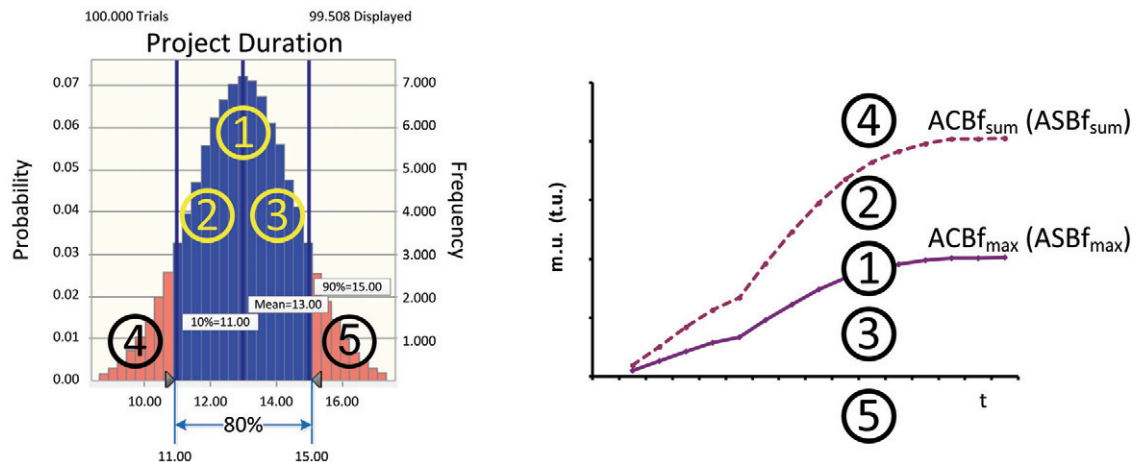 100.000 Trials
99.508 Displayed
Project Duration
Probability
0.07
0.06
0.05
0.04
0.03
0.02
0.01
0.00
7.000
6.000
5.000
4.000
3.000
2.000
1.000
Frequency
1
2
3
4
5
90%=15.00
Mean=13.00
10%=11.00
10.00 12.00 14.00 16.00
80%
11.00 15.00
m.u. (t.u.)
4
ACBfsum (ASBfsum)
2
ACBfmax (ASBfmax)
1
3
5
t